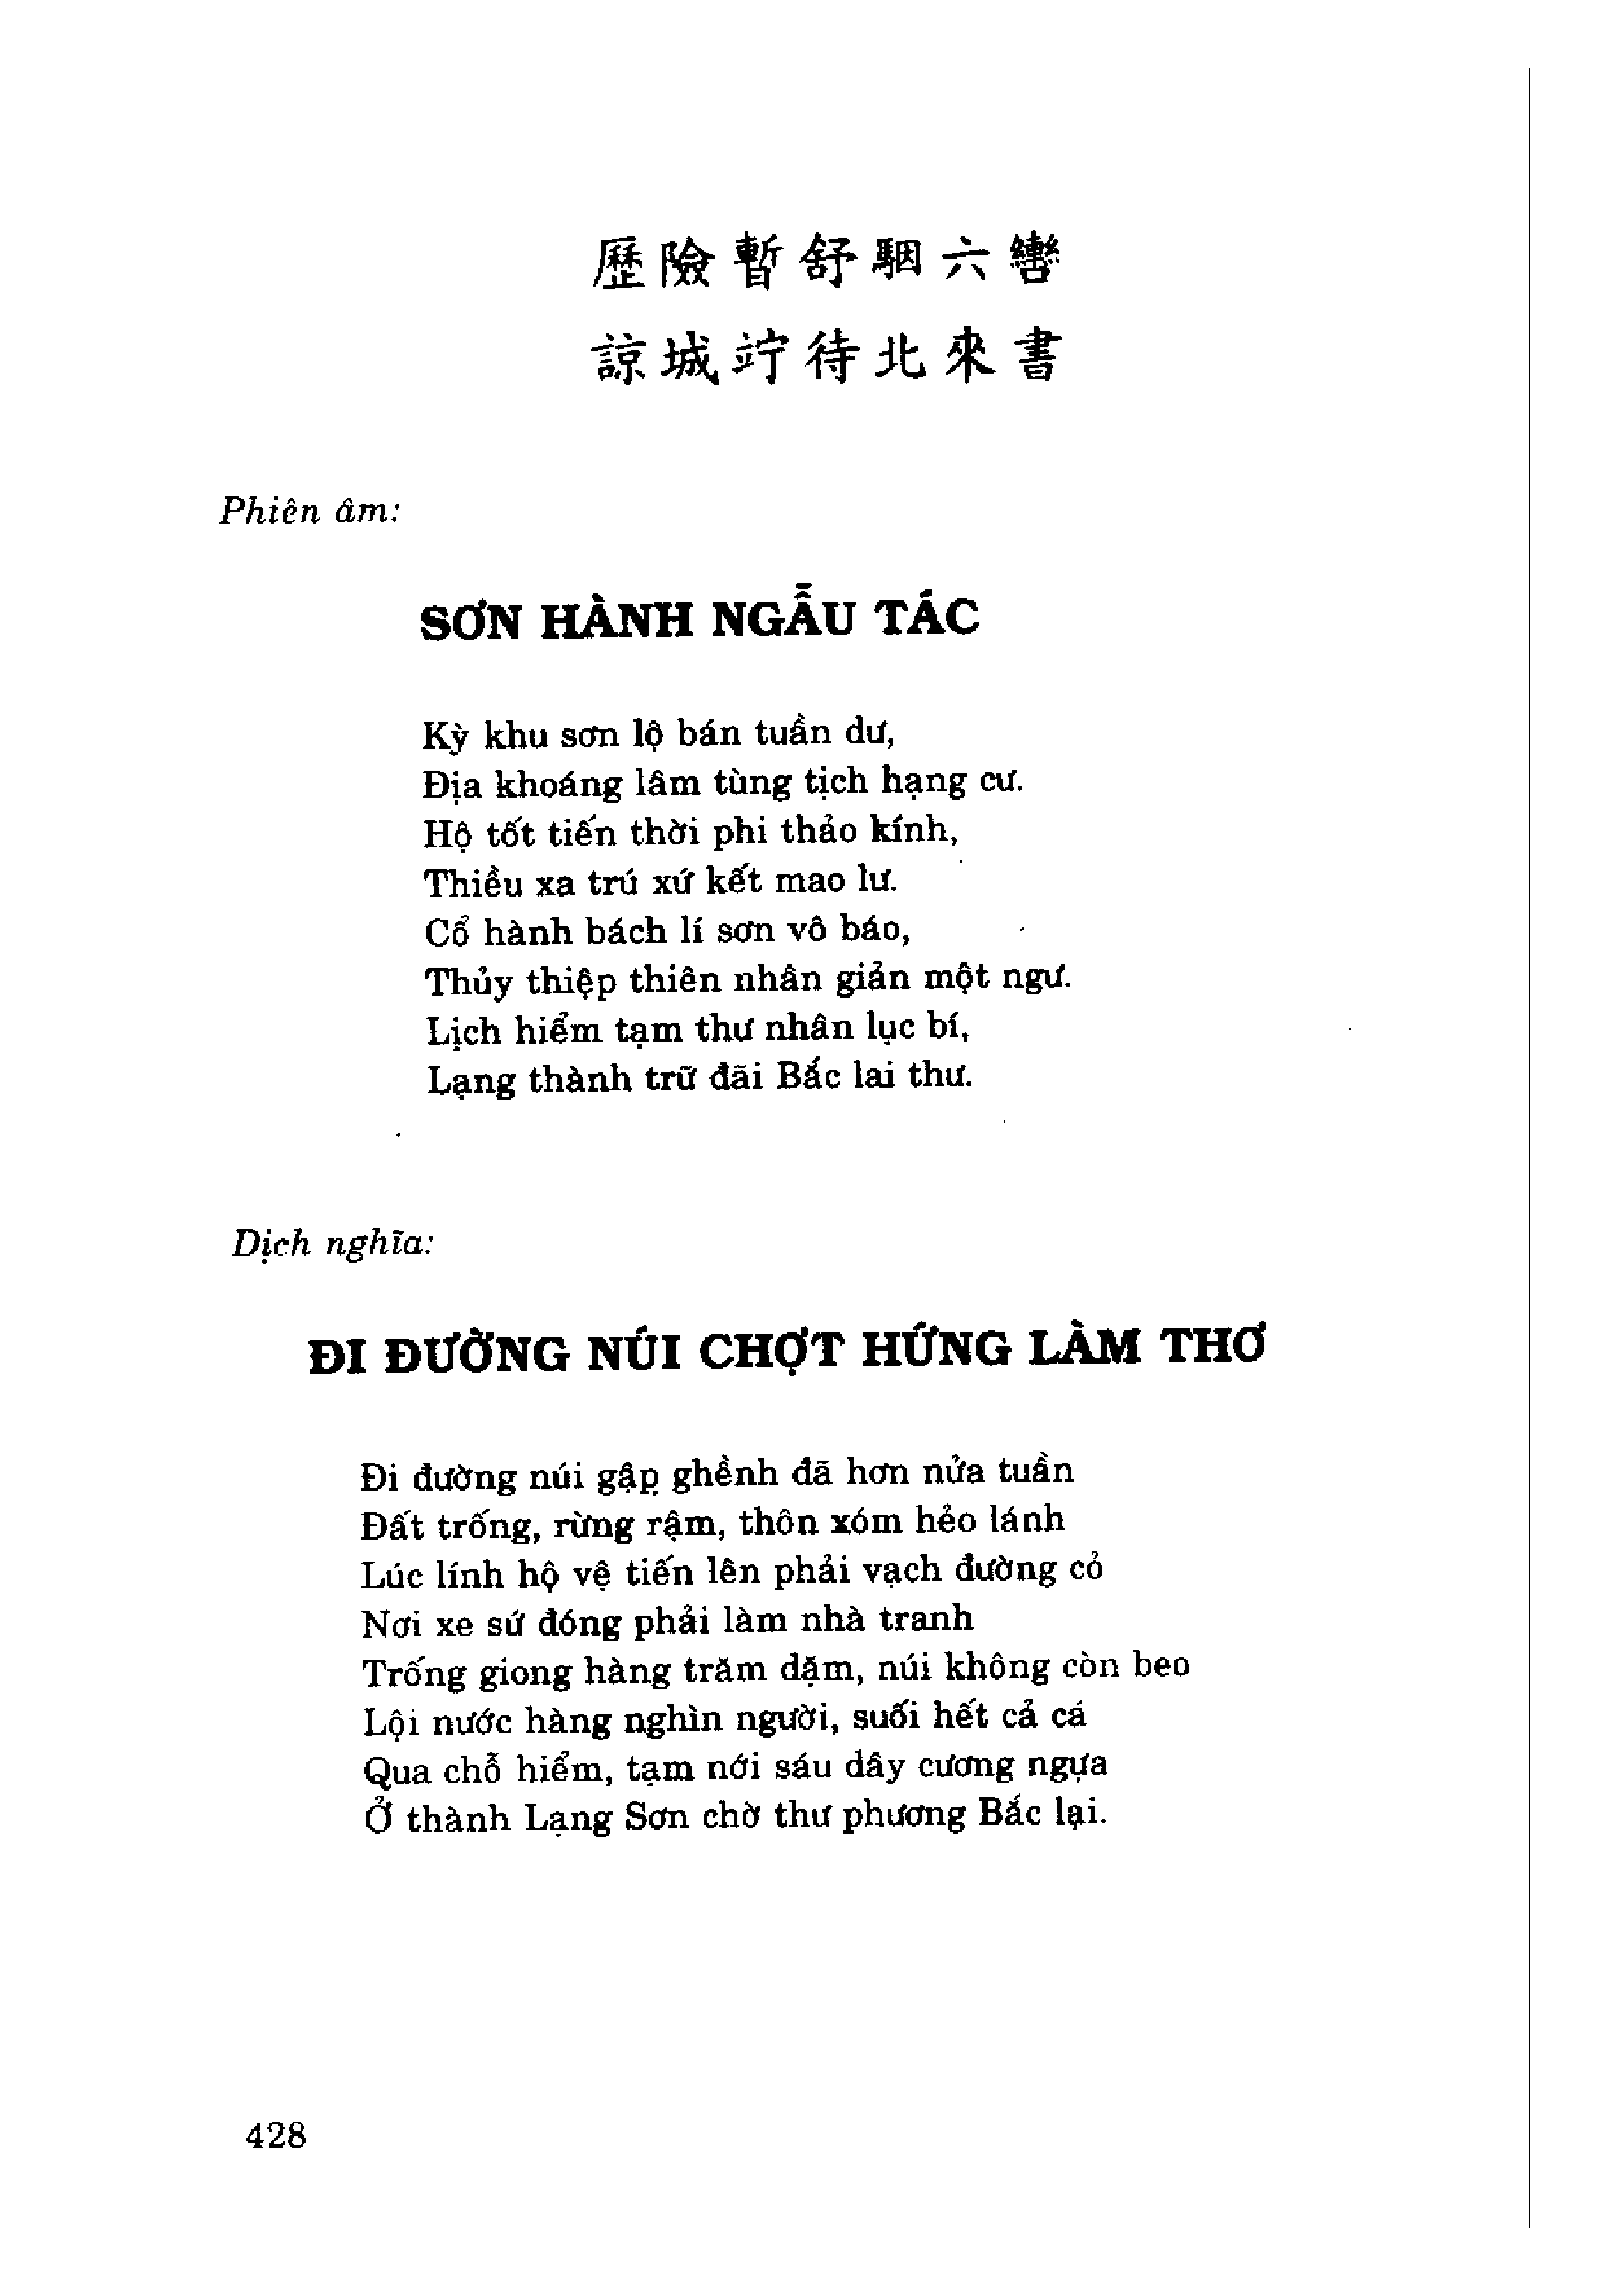 歷險暫舒駰六轡
諒城竚待北來書
Phiên âm:
SƠN HÀNH NGẪU TÁC
Kỳ khu sơn lộ bán tuần dư,
Địa khoáng lâm tùng tịch hạng cư.
Hộ tốt tiến thời phi thảo kính,
Thiều xa trú xứ kết mao lư.
Cổ hành bách lí sơn vô báo,
Thủy thiệp thiên nhân giản một ngư.
Lịch hiểm tạm thư nhân lục bí,
Lạng thành trữ đãi Bắc lai thư.
Dịch nghĩa:
ĐI ĐƯỜNG NÚI CHỢT HỨNG LÀM THƠ
Đi đường núi gập ghềnh đã hơn nửa tuần
Đất trống, rừng rậm, thôn xóm hẻo lánh
Lúc lính hộ vệ tiến lên phải vạch đường cỏ
Nơi xe sứ đóng phải làm nhà tranh
Trống giong hàng trăm dặm, núi không còn beo
Lội nước hàng nghìn người, suối hết cả cá
Qua chỗ hiểm, tạm nới sáu dây cương ngựa
Ở thành Lạng Sơn chờ thư phương Bắc lại.
428